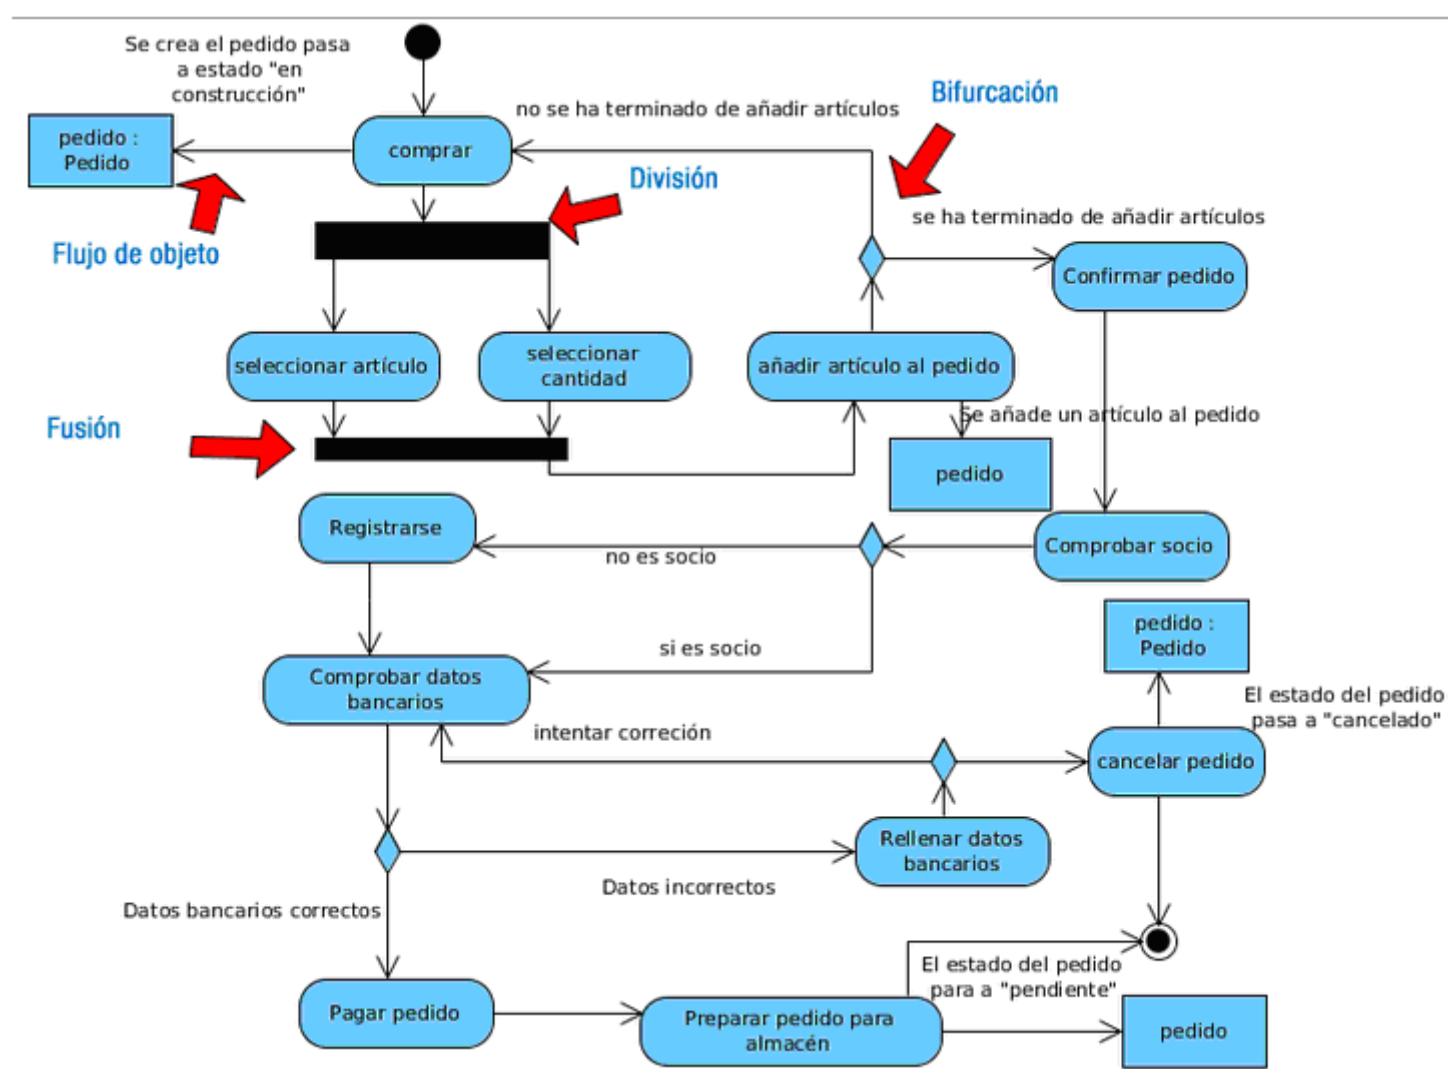 Se crea el pedido pasa
a estado "en
construcción"
no se ha terminado de añadir artículos
Bifurcación
pedido :
Pedido
comprar
División
se ha terminado de añadir artículos
Flujo de objeto
Confirmar pedido
seleccionar artículo
seleccionar
cantidad
añadir artículo al pedido
Se añade un artículo al pedido
Fusión
pedido
Registrarse
no es socio
Comprobar socio
pedido :
Pedido
si es socio
Comprobar datos
bancarios
El estado del pedido
pasa a "cancelado"
intentar correción
cancelar pedido
Rellenar datos
bancarios
Datos incorrectos
Datos bancarios correctos
El estado del pedido
para a "pendiente"
Pagar pedido
Preparar pedido para
almacén
pedido